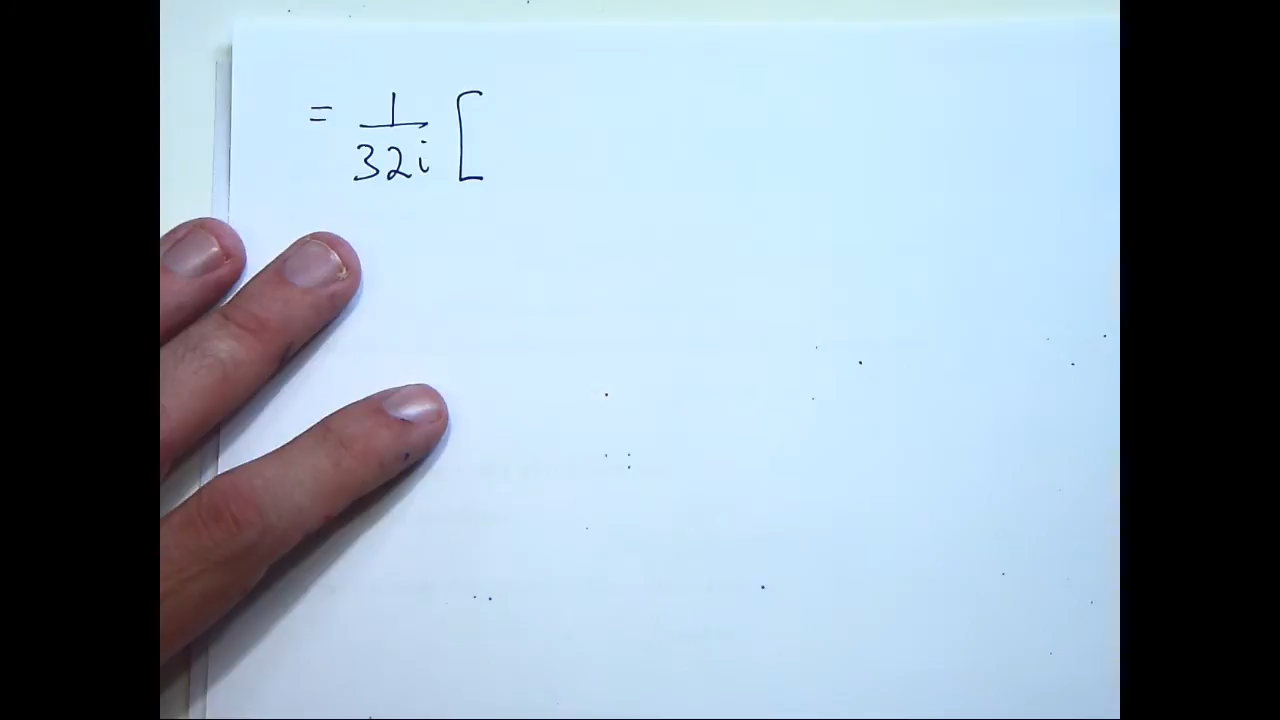 = 1/32i [